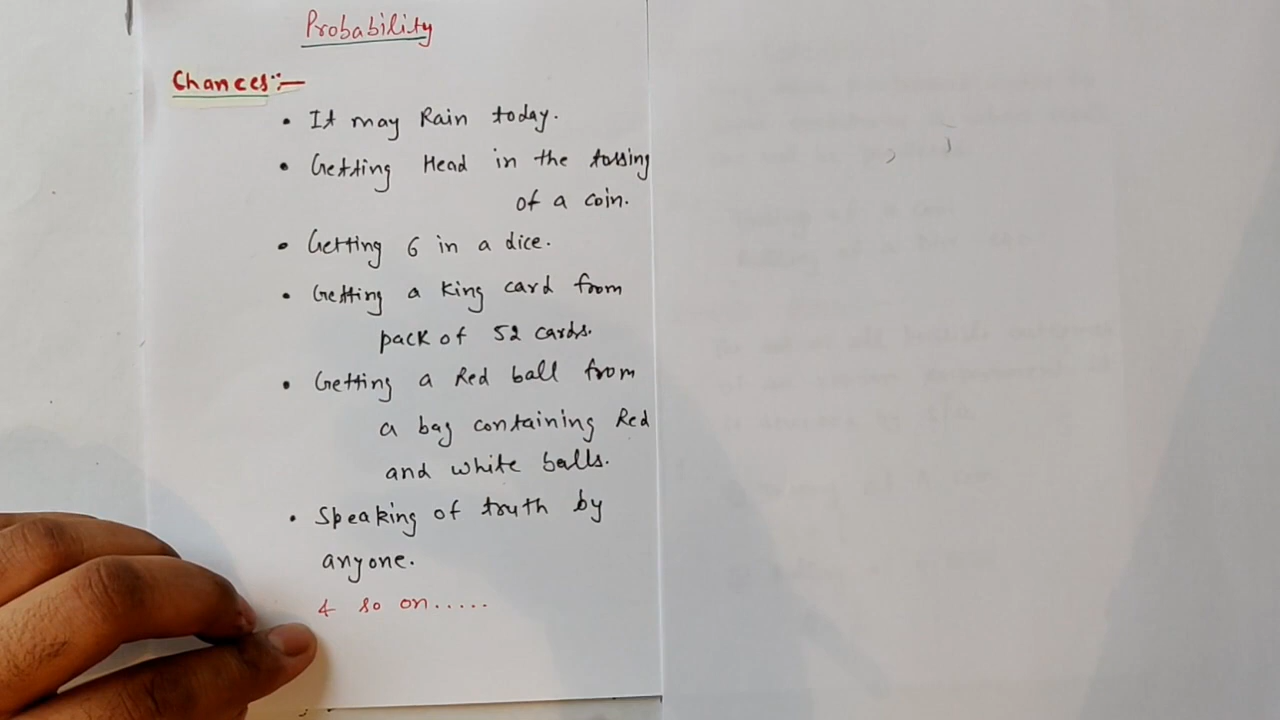 Probability
Chances:-
• It may Rain today.
• Getting Head in the tossing
of a coin.
• Getting 6 in a dice.
• Getting a King card from
pack of 52 cards.
• Getting a Red ball from
a bag containing Red
and white balls.
• Speaking of truth by
anyone.
& so on.....